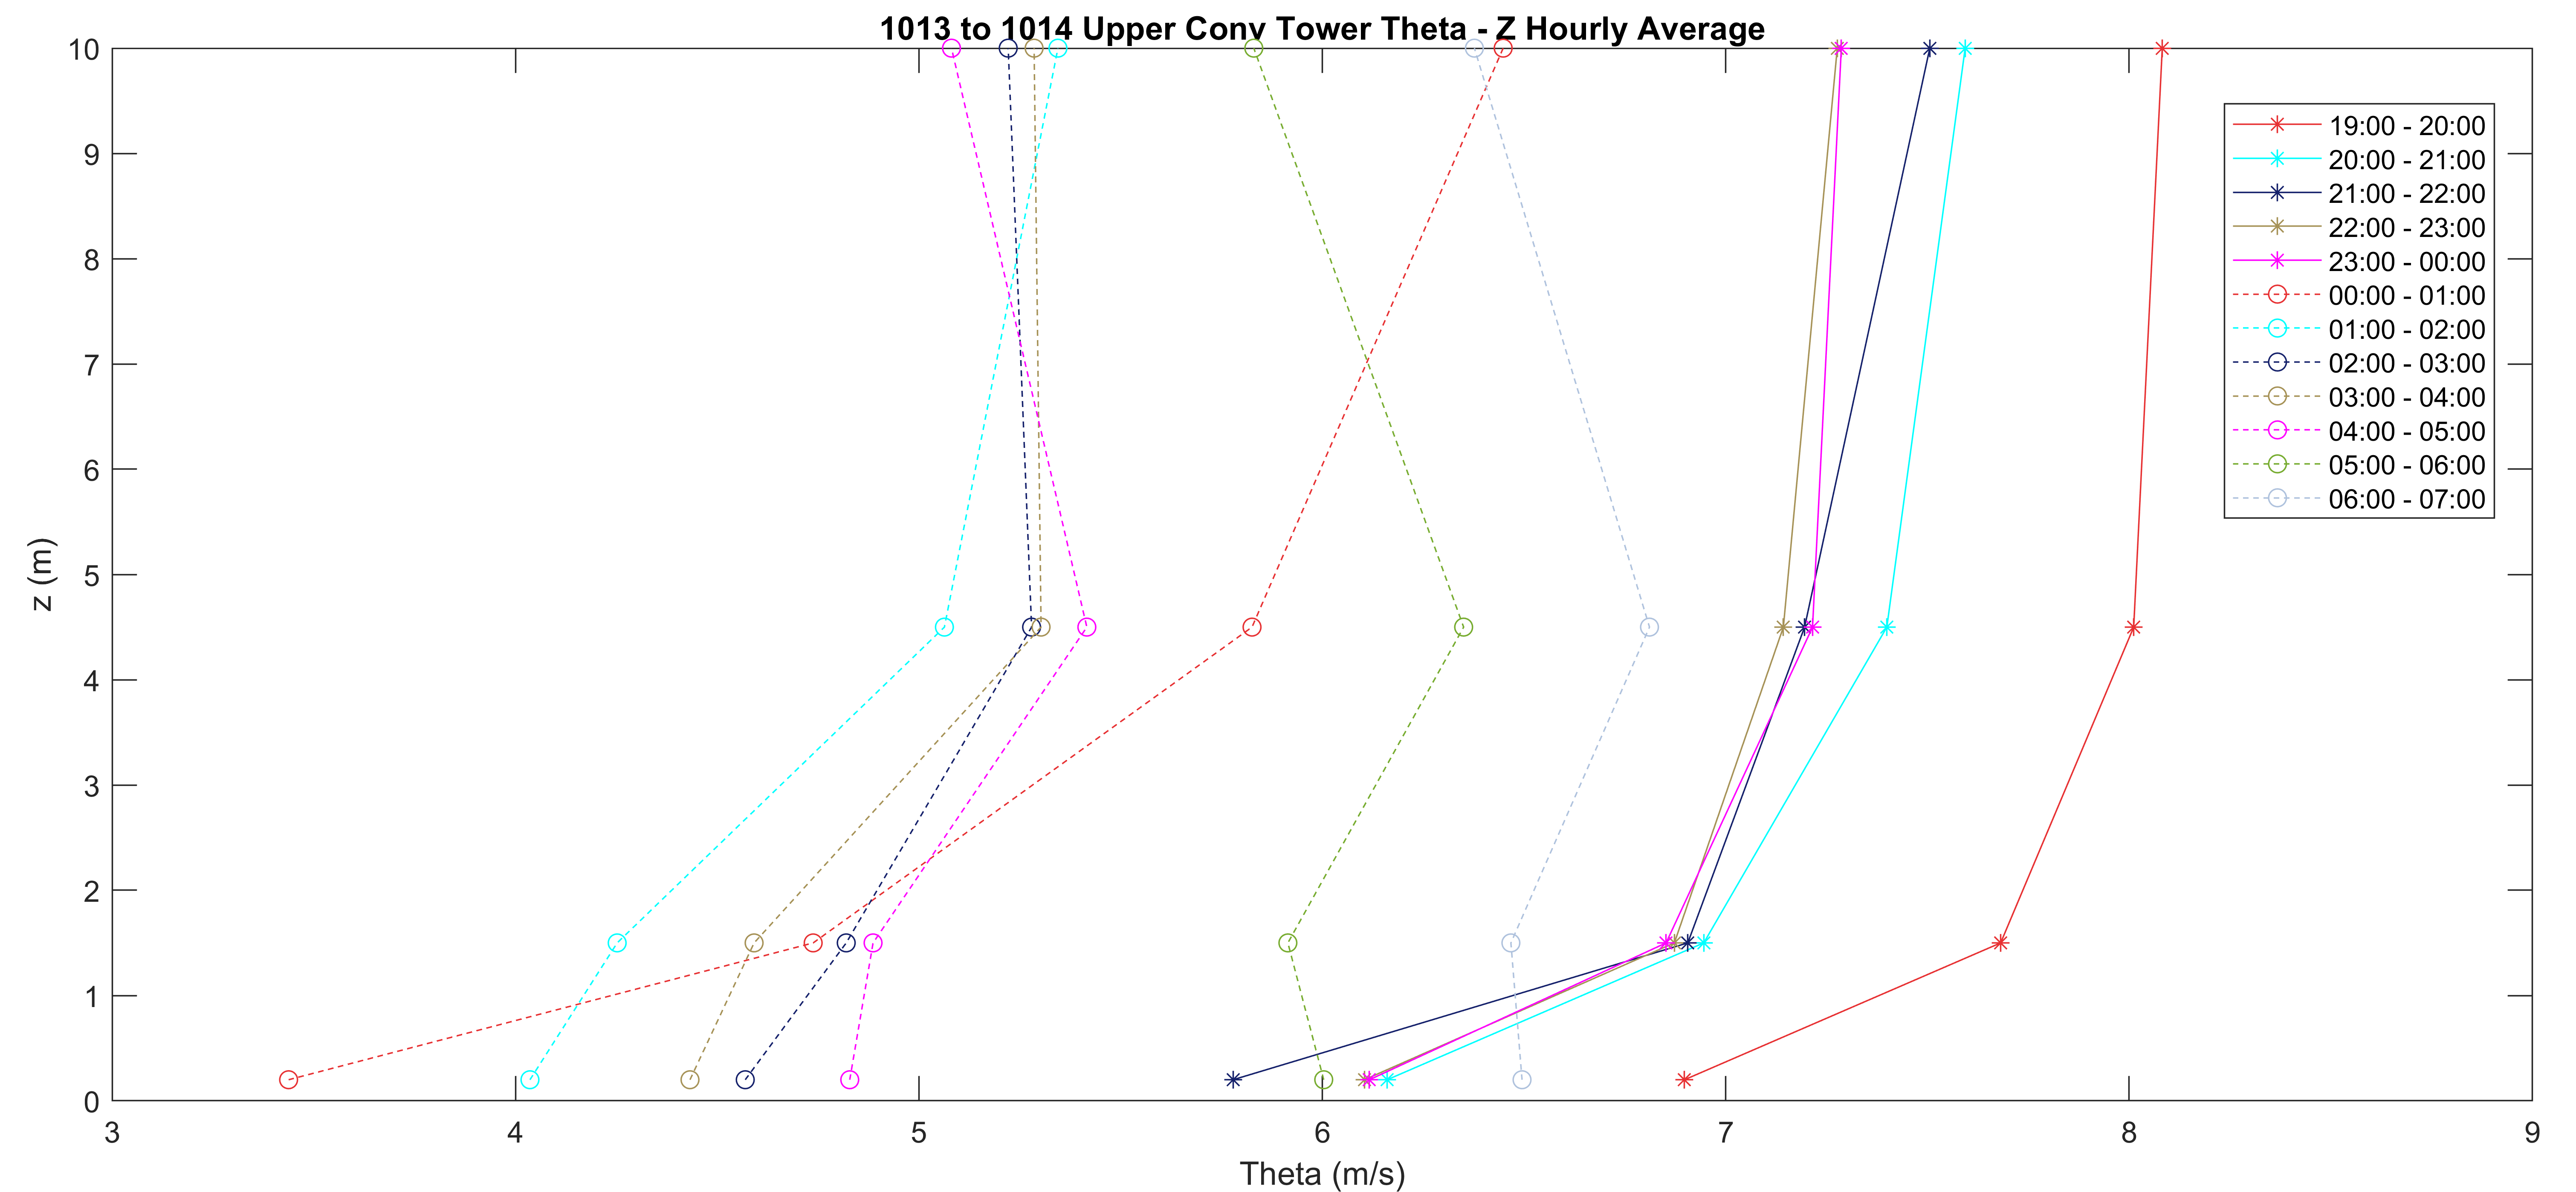 1013 to 1014 Upper Conv Tower Theta - Z Hourly Average
10
9
8
7
6
5
4
3
2
1
0
z (m)
3 4 5 6 7 8 9
Theta (m/s)
19:00 - 20:00
20:00 - 21:00
21:00 - 22:00
22:00 - 23:00
23:00 - 00:00
00:00 - 01:00
01:00 - 02:00
02:00 - 03:00
03:00 - 04:00
04:00 - 05:00
05:00 - 06:00
06:00 - 07:00